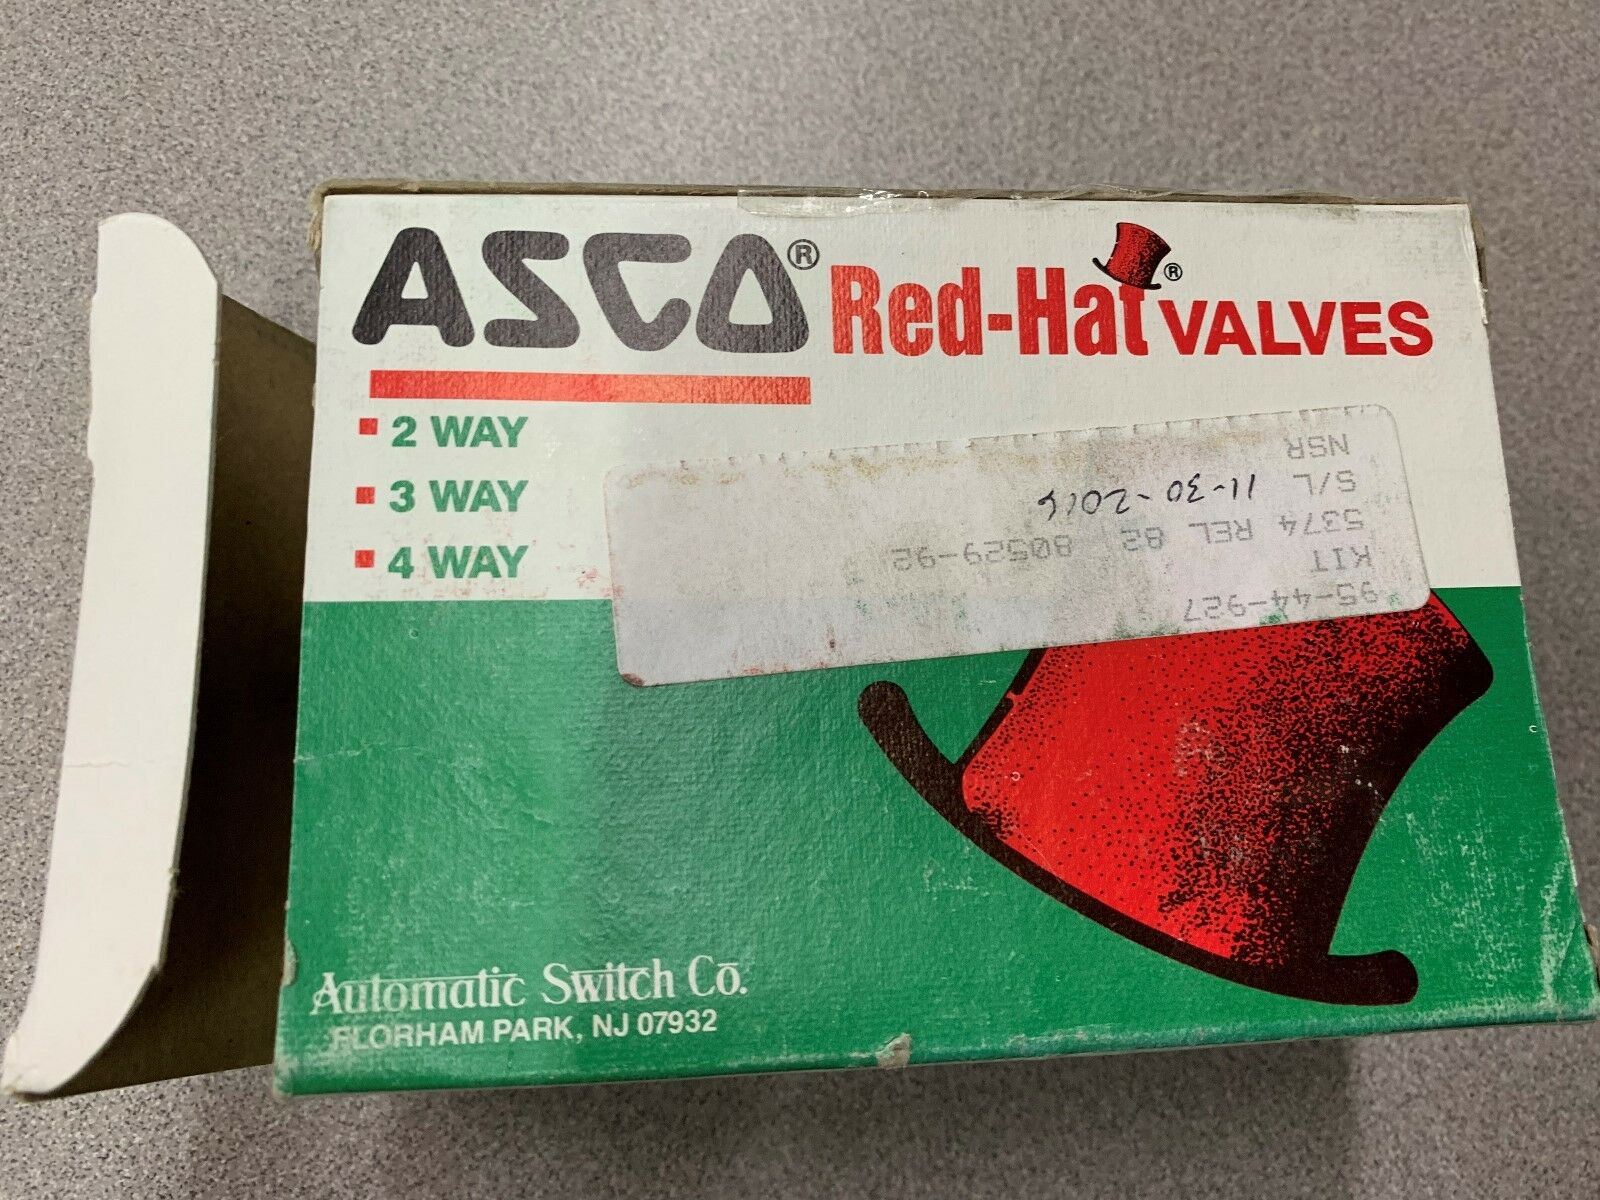 ASCO® Red-Hat® VALVES
2 WAY
3 WAY
4 WAY
95-44-927
KIT
5374 REL 82 80529-92
S/L 11-30-2016
NSR
Automatic Switch Co.
FLORHAM PARK, NJ 07932